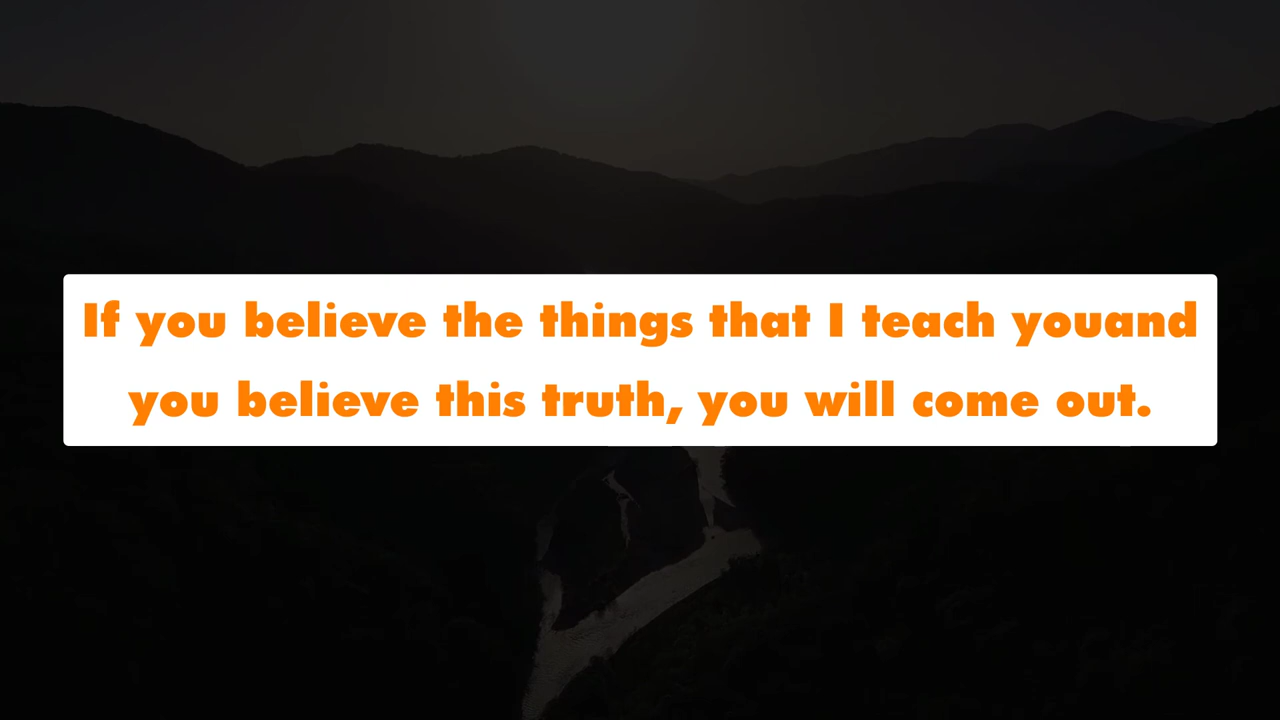 If you believe the things that I teach youand
you believe this truth, you will come out.